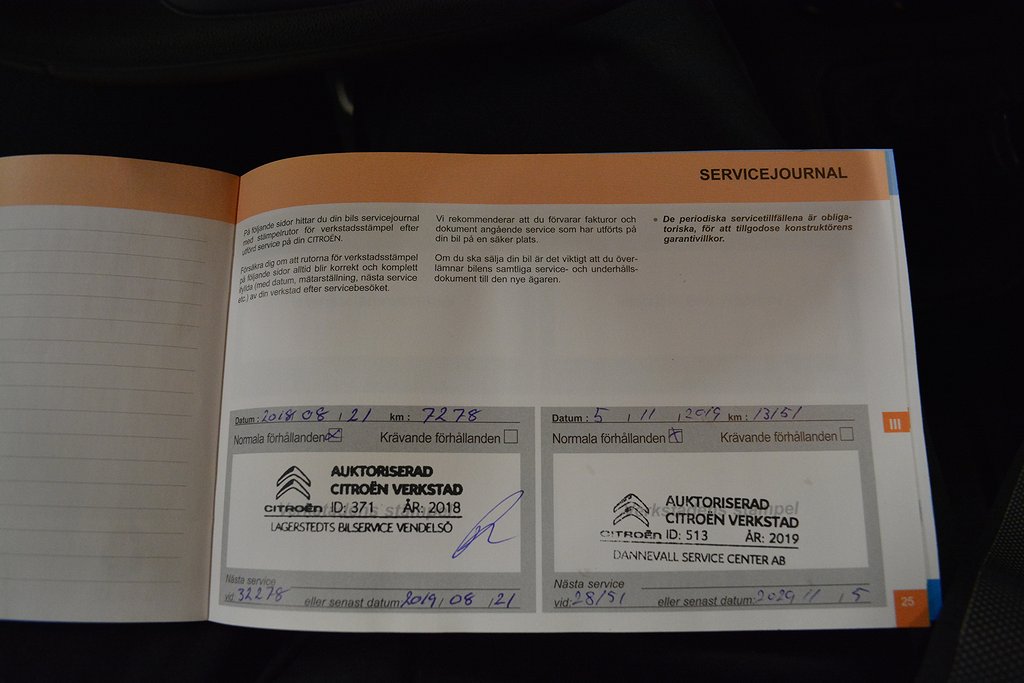 SERVICEJOURNAL
På följande sidor hittar du din bils servicejournal
med stämpelrutor för verkstadsstämpel efter
utförd service på din CITROËN.
Försäkra dig om att rutorna för verkstadsstämpel
på följande sidor alltid blir korrekt och komplett
ifyllda (med datum, mätarställning, nästa service
etc.) av din verkstad efter servicebesöket.
Vi rekommenderar att du förvarar fakturor och
dokument angående service som har utförts på
din bil på en säker plats.
Om du ska sälja din bil är det viktigt att du över-
lämnar bilens samtliga service- och underhålls-
dokument till den nye ägaren.
• De periodiska servicetillfällena är obliga-
toriska, för att tillgodose konstruktörens
garantivillkor.
Datum : 2018 08 / 21 km : 7278
Normala förhållanden Krävande förhållanden
AUKTORISERAD
CITROËN VERKSTAD
CITROËN ID: 371 ÅR: 2018
LAGERSTEDTS BILSERVICE VENDELSÖ
Nästa service
vid: 32278 eller senast datum: 2019 / 08 / 21
Datum : 5 / 11 / 2019 km : 13151
Normala förhållanden Krävande förhållanden
AUKTORISERAD
CITROËN VERKSTAD
CITROËN ID: 513 ÅR: 2019
DANNEVALL SERVICE CENTER AB
Nästa service
vid: 28151 eller senast datum: 11 / 5
III
25